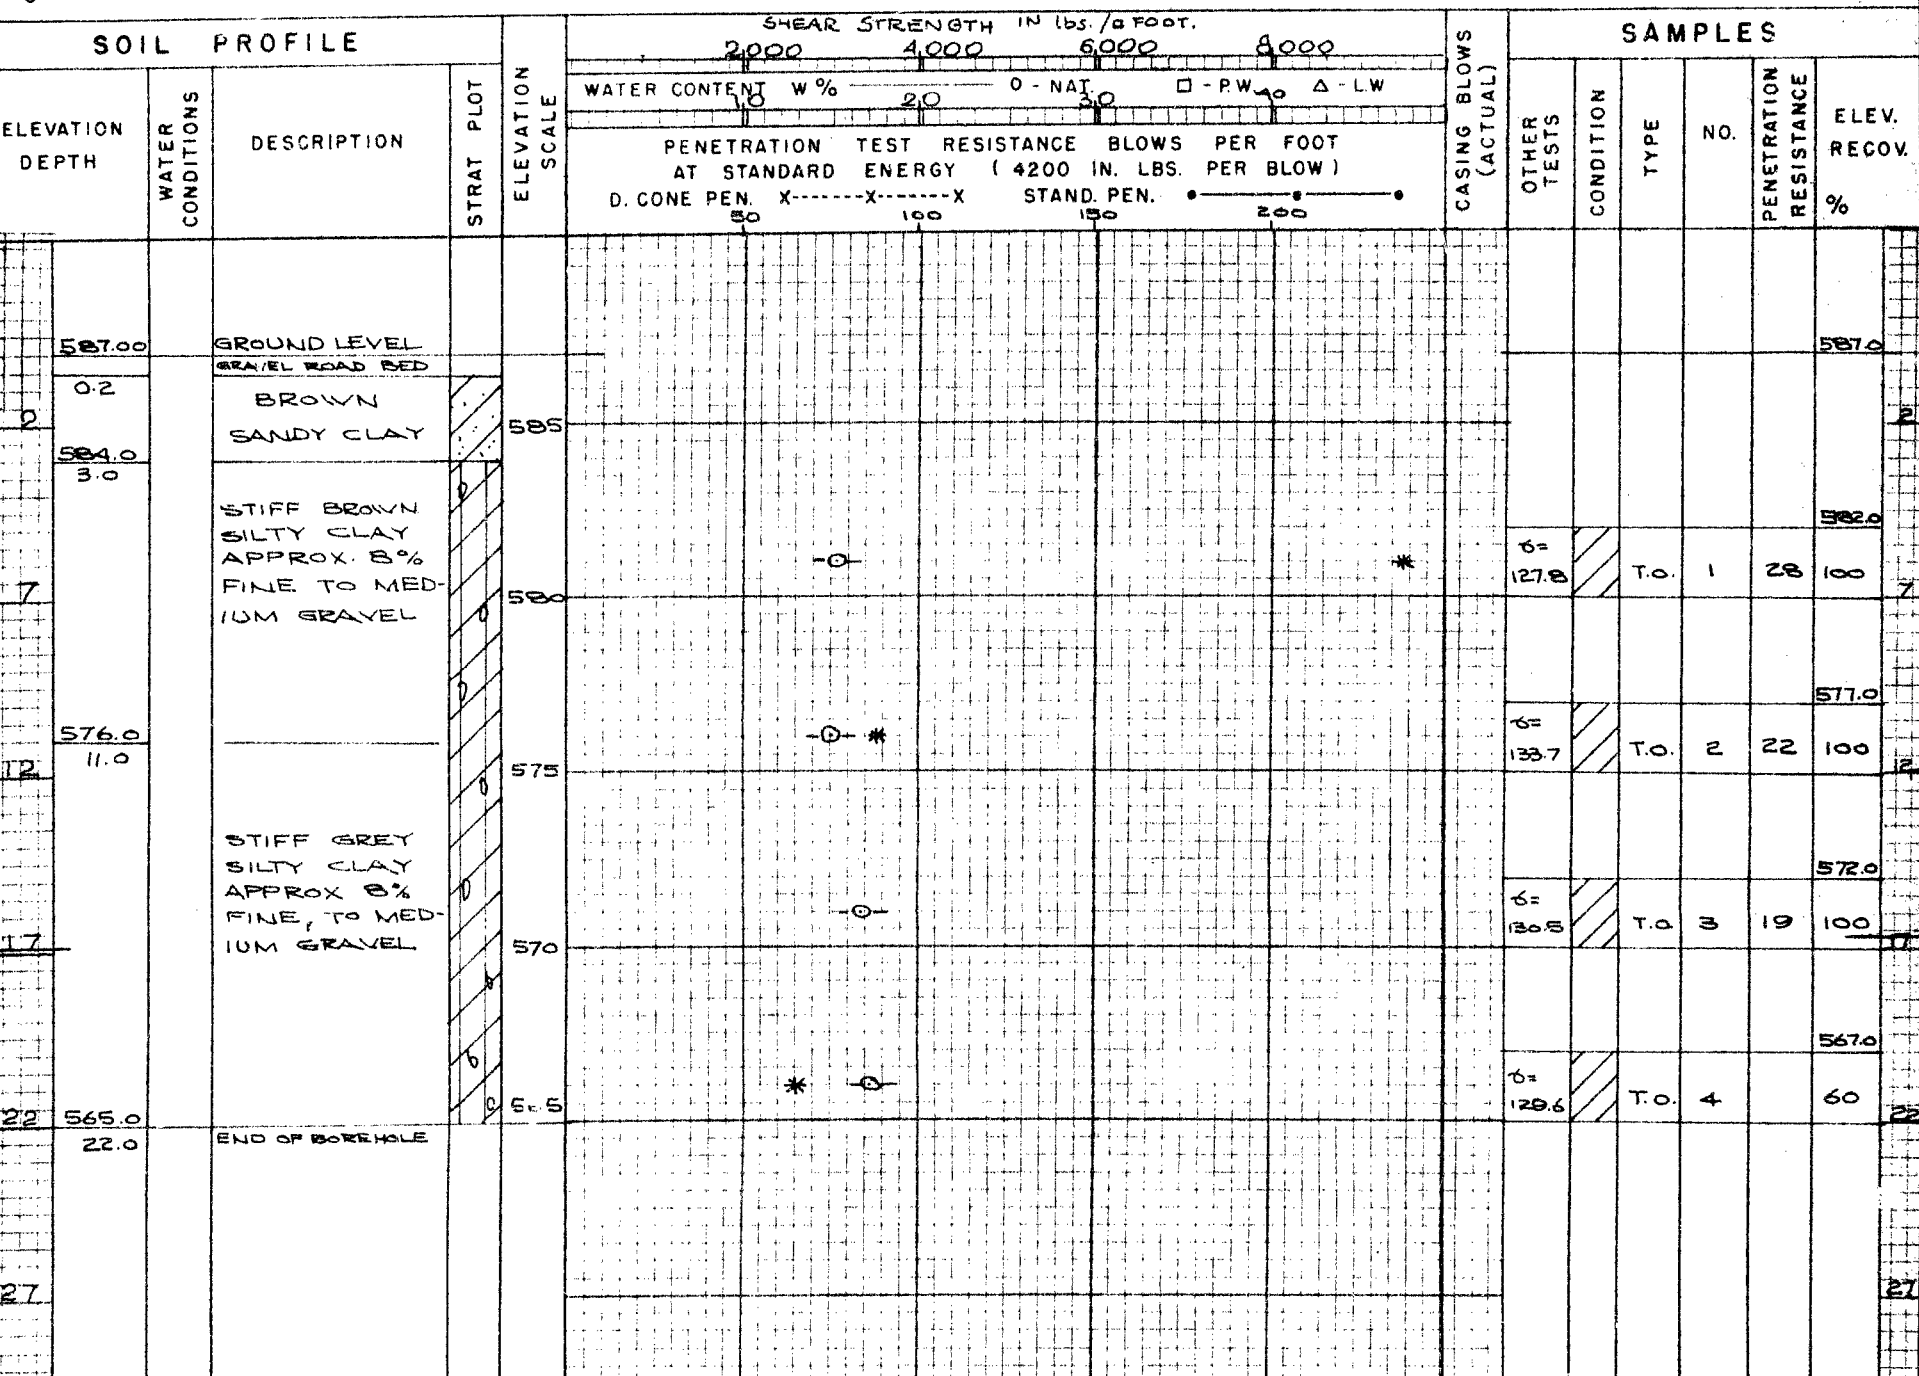 SHEAR STRENGTH IN lbs./□ FOOT.
SOIL PROFILE
2000 4000 6000 8000
SAMPLES
ELEVATION
DEPTH
WATER
CONDITIONS
DESCRIPTION
STRAT PLOT
ELEVATION
SCALE
WATER CONTENT W% O - NAT. □ - P.W. △ - L.W
10 20 30 40
PENETRATION TEST RESISTANCE BLOWS PER FOOT
AT STANDARD ENERGY ( 4200 IN. LBS. PER BLOW )
D. CONE PEN. X-------X-------X STAND. PEN.
50 100 150 200
CASING BLOWS
(ACTUAL)
OTHER
TESTS
CONDITION
TYPE
NO.
PENETRATION
RESISTANCE
ELEV.
RECOV.
%
587.00 GROUND LEVEL 587.0
GRAVEL ROAD BED
0.2
BROWN
2 SANDY CLAY 585 2
584.0
3.0
STIFF BROWN 582.0
SILTY CLAY
APPROX. 8%
FINE TO MED-
IUM GRAVEL
γ=
127.8 T.O. 1 28 100
7 580 7
577.0
576.0
11.0
γ=
133.7 T.O. 2 22 100
12 575
STIFF GREY
SILTY CLAY
APPROX 8%
FINE, TO MED-
IUM GRAVEL
572.0
γ=
130.5 T.O. 3 19 100
17 570 17
567.0
γ=
T.O. 4 60
22 565.0 22
22.0 END OF BOREHOLE
27 27